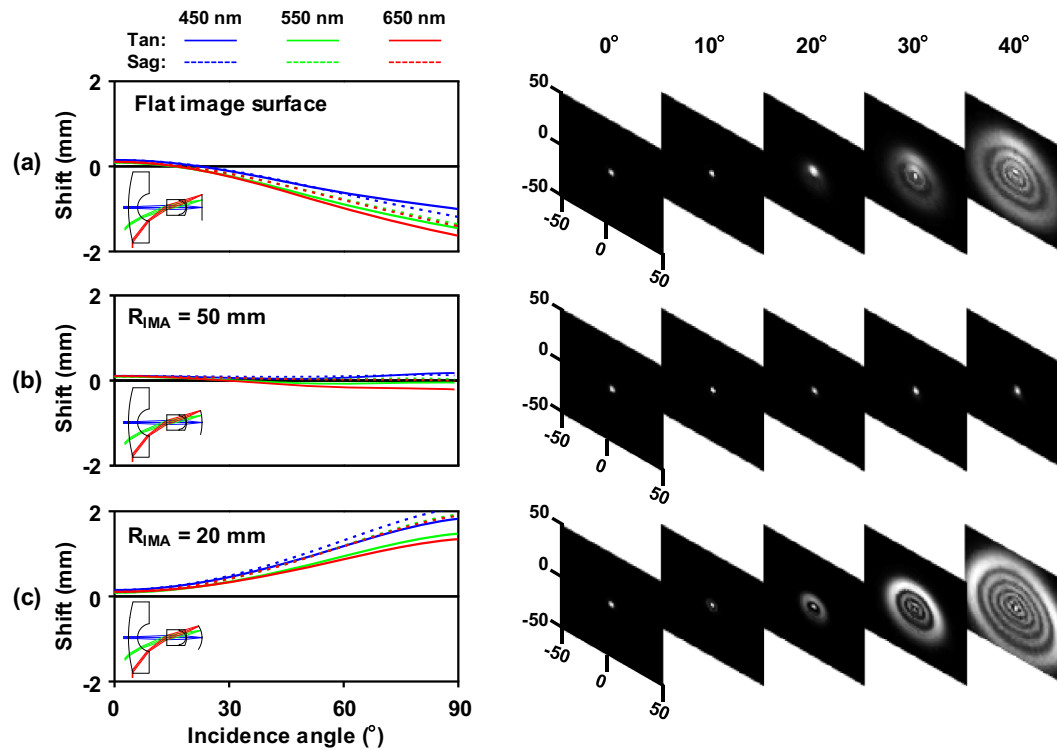 450 nm 550 nm 650 nm
Tan:
Sag:
0° 10° 20° 30° 40°
(a)
Shift (mm)
2
0
-2
Flat image surface
50
0
-50
-50
0
50
(b)
Shift (mm)
2
0
-2
R_IMA = 50 mm
50
0
-50
-50
0
50
(c)
Shift (mm)
2
0
-2
R_IMA = 20 mm
0 30 60 90
Incidence angle (°)
50
0
-50
-50
0
50